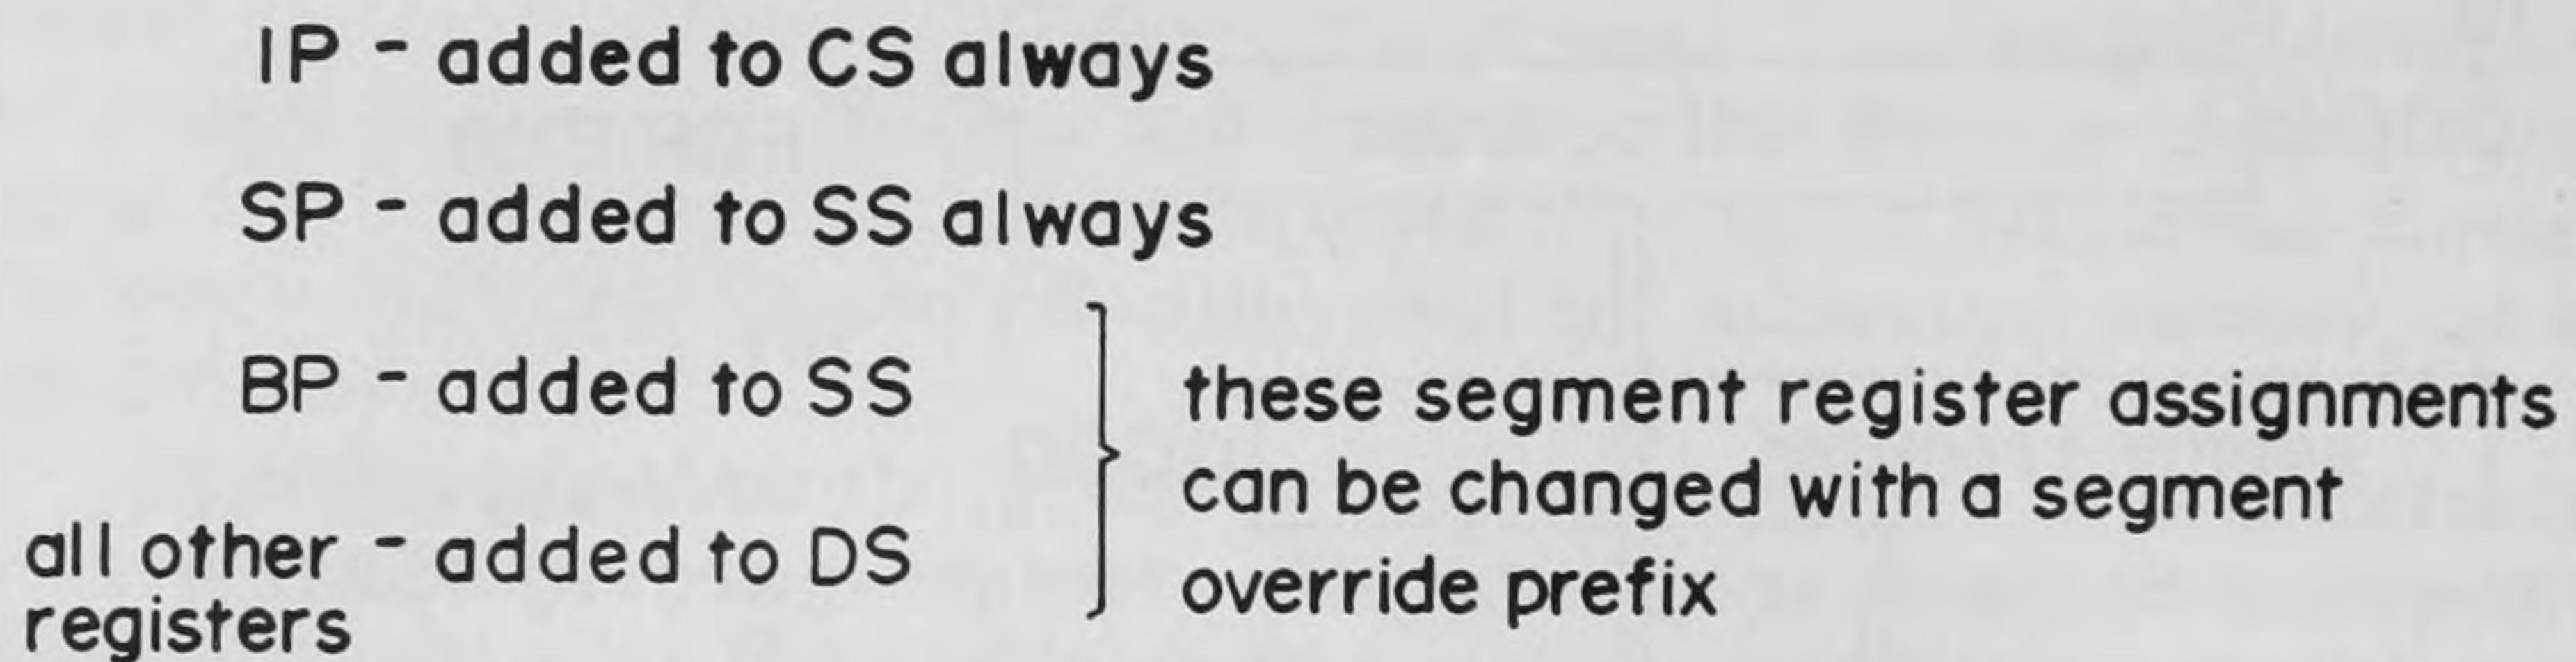 IP - added to CS always
SP - added to SS always
BP - added to SS
all other - added to DS
registers
these segment register assignments
can be changed with a segment
override prefix